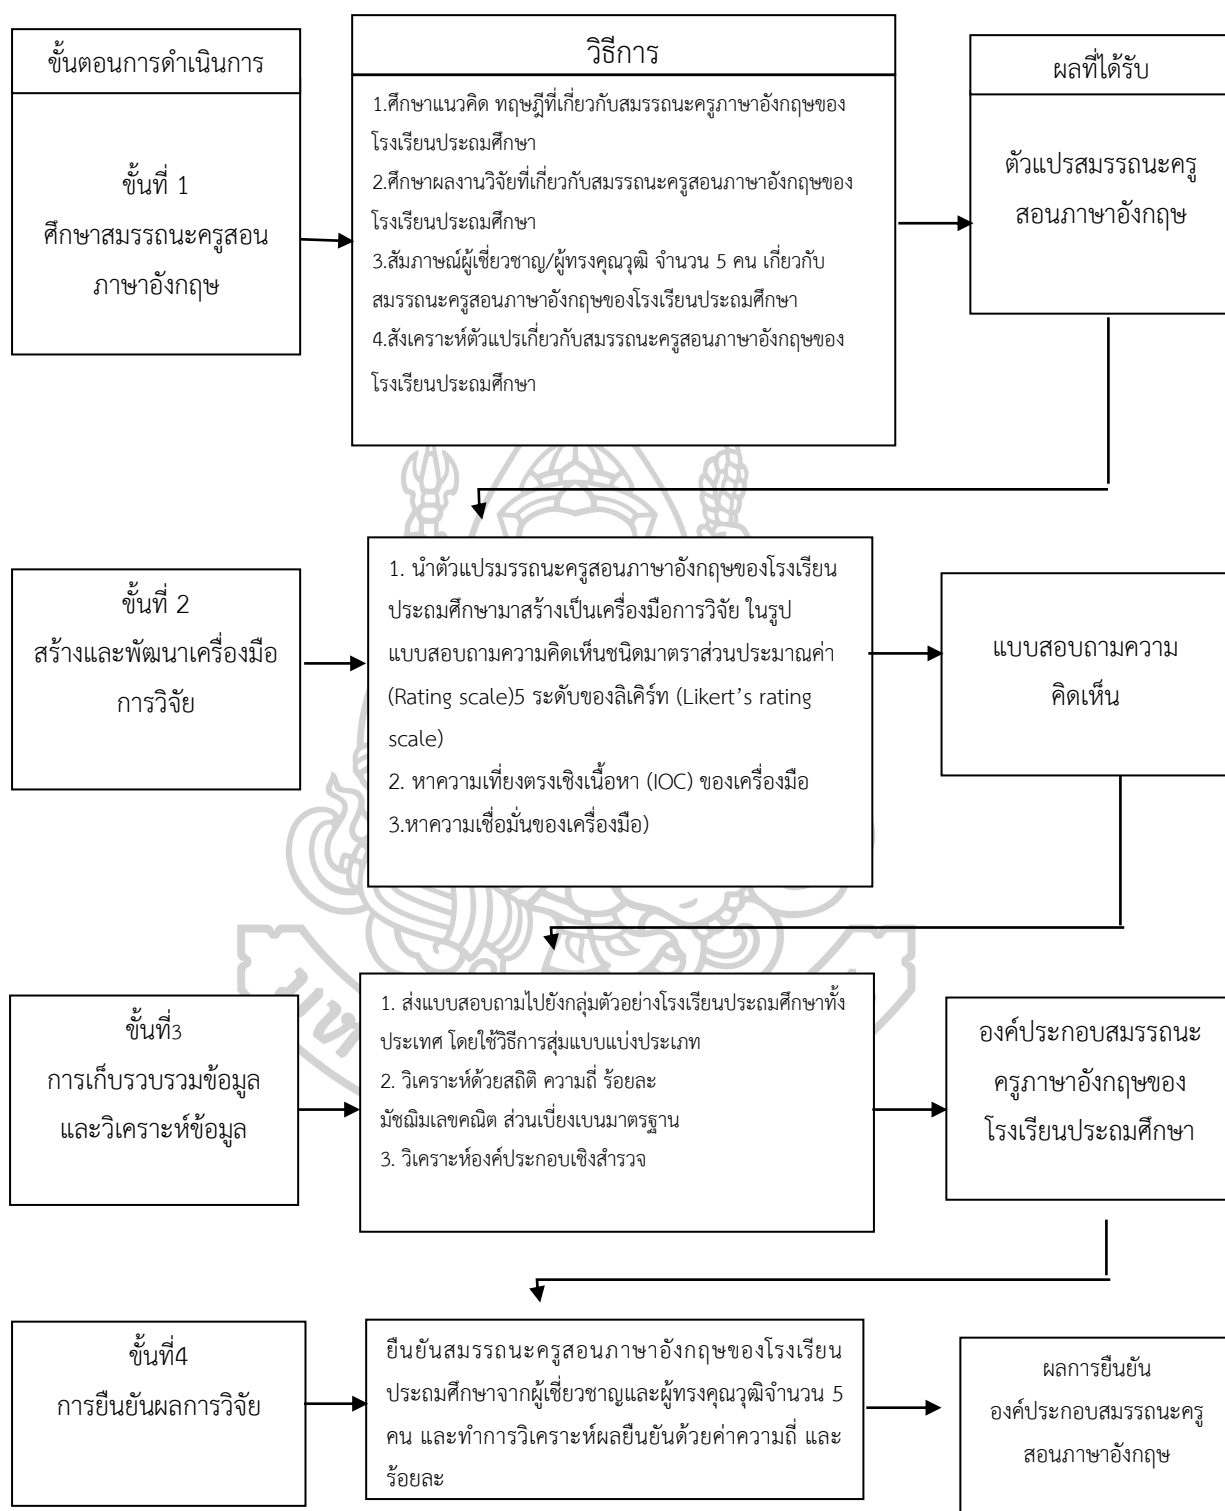 ขั้นตอนการดำเนินการ
วิธีการ
ผลที่ได้รับ
ขั้นที่ 1
ศึกษาสมรรถนะครูสอน
ภาษาอังกฤษ
1.ศึกษาแนวคิด ทฤษฎีที่เกี่ยวกับสมรรถนะครูภาษาอังกฤษของ
โรงเรียนประถมศึกษา
2.ศึกษาผลงานวิจัยที่เกี่ยวกับสมรรถนะครูสอนภาษาอังกฤษของ
โรงเรียนประถมศึกษา
3.สัมภาษณ์ผู้เชี่ยวชาญ/ผู้ทรงคุณวุฒิ จำนวน 5 คน เกี่ยวกับ
สมรรถนะครูสอนภาษาอังกฤษของโรงเรียนประถมศึกษา
4.สังเคราะห์ตัวแปรเกี่ยวกับสมรรถนะครูสอนภาษาอังกฤษของ
โรงเรียนประถมศึกษา
ตัวแปรสมรรถนะครู
สอนภาษาอังกฤษ
ขั้นที่ 2
สร้างและพัฒนาเครื่องมือ
การวิจัย
1. นำตัวแปรมรรถนะครูสอนภาษาอังกฤษของโรงเรียน
ประถมศึกษามาสร้างเป็นเครื่องมือการวิจัย ในรูป
แบบสอบถามความคิดเห็นชนิดมาตราส่วนประมาณค่า
(Rating scale)5 ระดับของลิเคิร์ท (Likert's rating
scale)
2. หาความเที่ยงตรงเชิงเนื้อหา (IOC) ของเครื่องมือ
3.หาความเชื่อมั่นของเครื่องมือ)
แบบสอบถามความ
คิดเห็น
ขั้นที่3
การเก็บรวบรวมข้อมูล
และวิเคราะห์ข้อมูล
1. ส่งแบบสอบถามไปยังกลุ่มตัวอย่างโรงเรียนประถมศึกษาทั้ง
ประเทศ โดยใช้วิธีการสุ่มแบบแบ่งประเภท
2. วิเคราะห์ด้วยสถิติ ความถี่ ร้อยละ
มัชฌิมเลขคณิต ส่วนเบี่ยงเบนมาตรฐาน
3. วิเคราะห์องค์ประกอบเชิงสำรวจ
องค์ประกอบสมรรถนะ
ครูภาษาอังกฤษของ
โรงเรียนประถมศึกษา
ขั้นที่4
การยืนยันผลการวิจัย
ยืนยันสมรรถนะครูสอนภาษาอังกฤษของโรงเรียน
ประถมศึกษาจากผู้เชี่ยวชาญและผู้ทรงคุณวุฒิจำนวน 5
คน และทำการวิเคราะห์ผลยืนยันด้วยค่าความถี่ และ
ร้อยละ
ผลการยืนยัน
องค์ประกอบสมรรถนะครู
สอนภาษาอังกฤษ